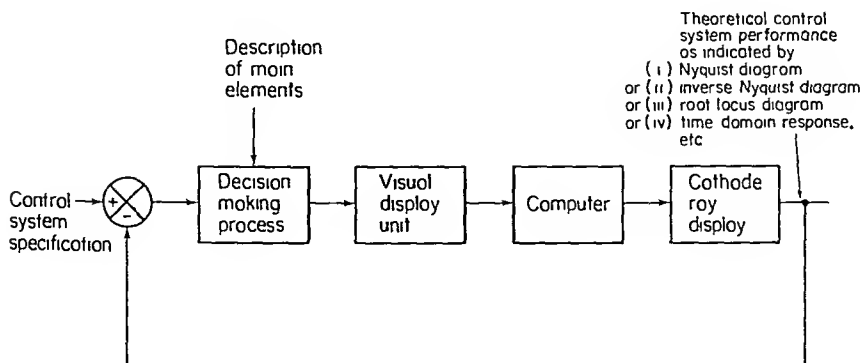 Theoretical control
system performance
as indicated by
(i) Nyquist diagram
or (ii) inverse Nyquist diagram
or (iii) root locus diagram
or (iv) time domain response.
etc
Description
of main
elements
Control
system
specification
+
-
Decision
making
process
Visual
display
unit
Computer
Cathode
ray
display